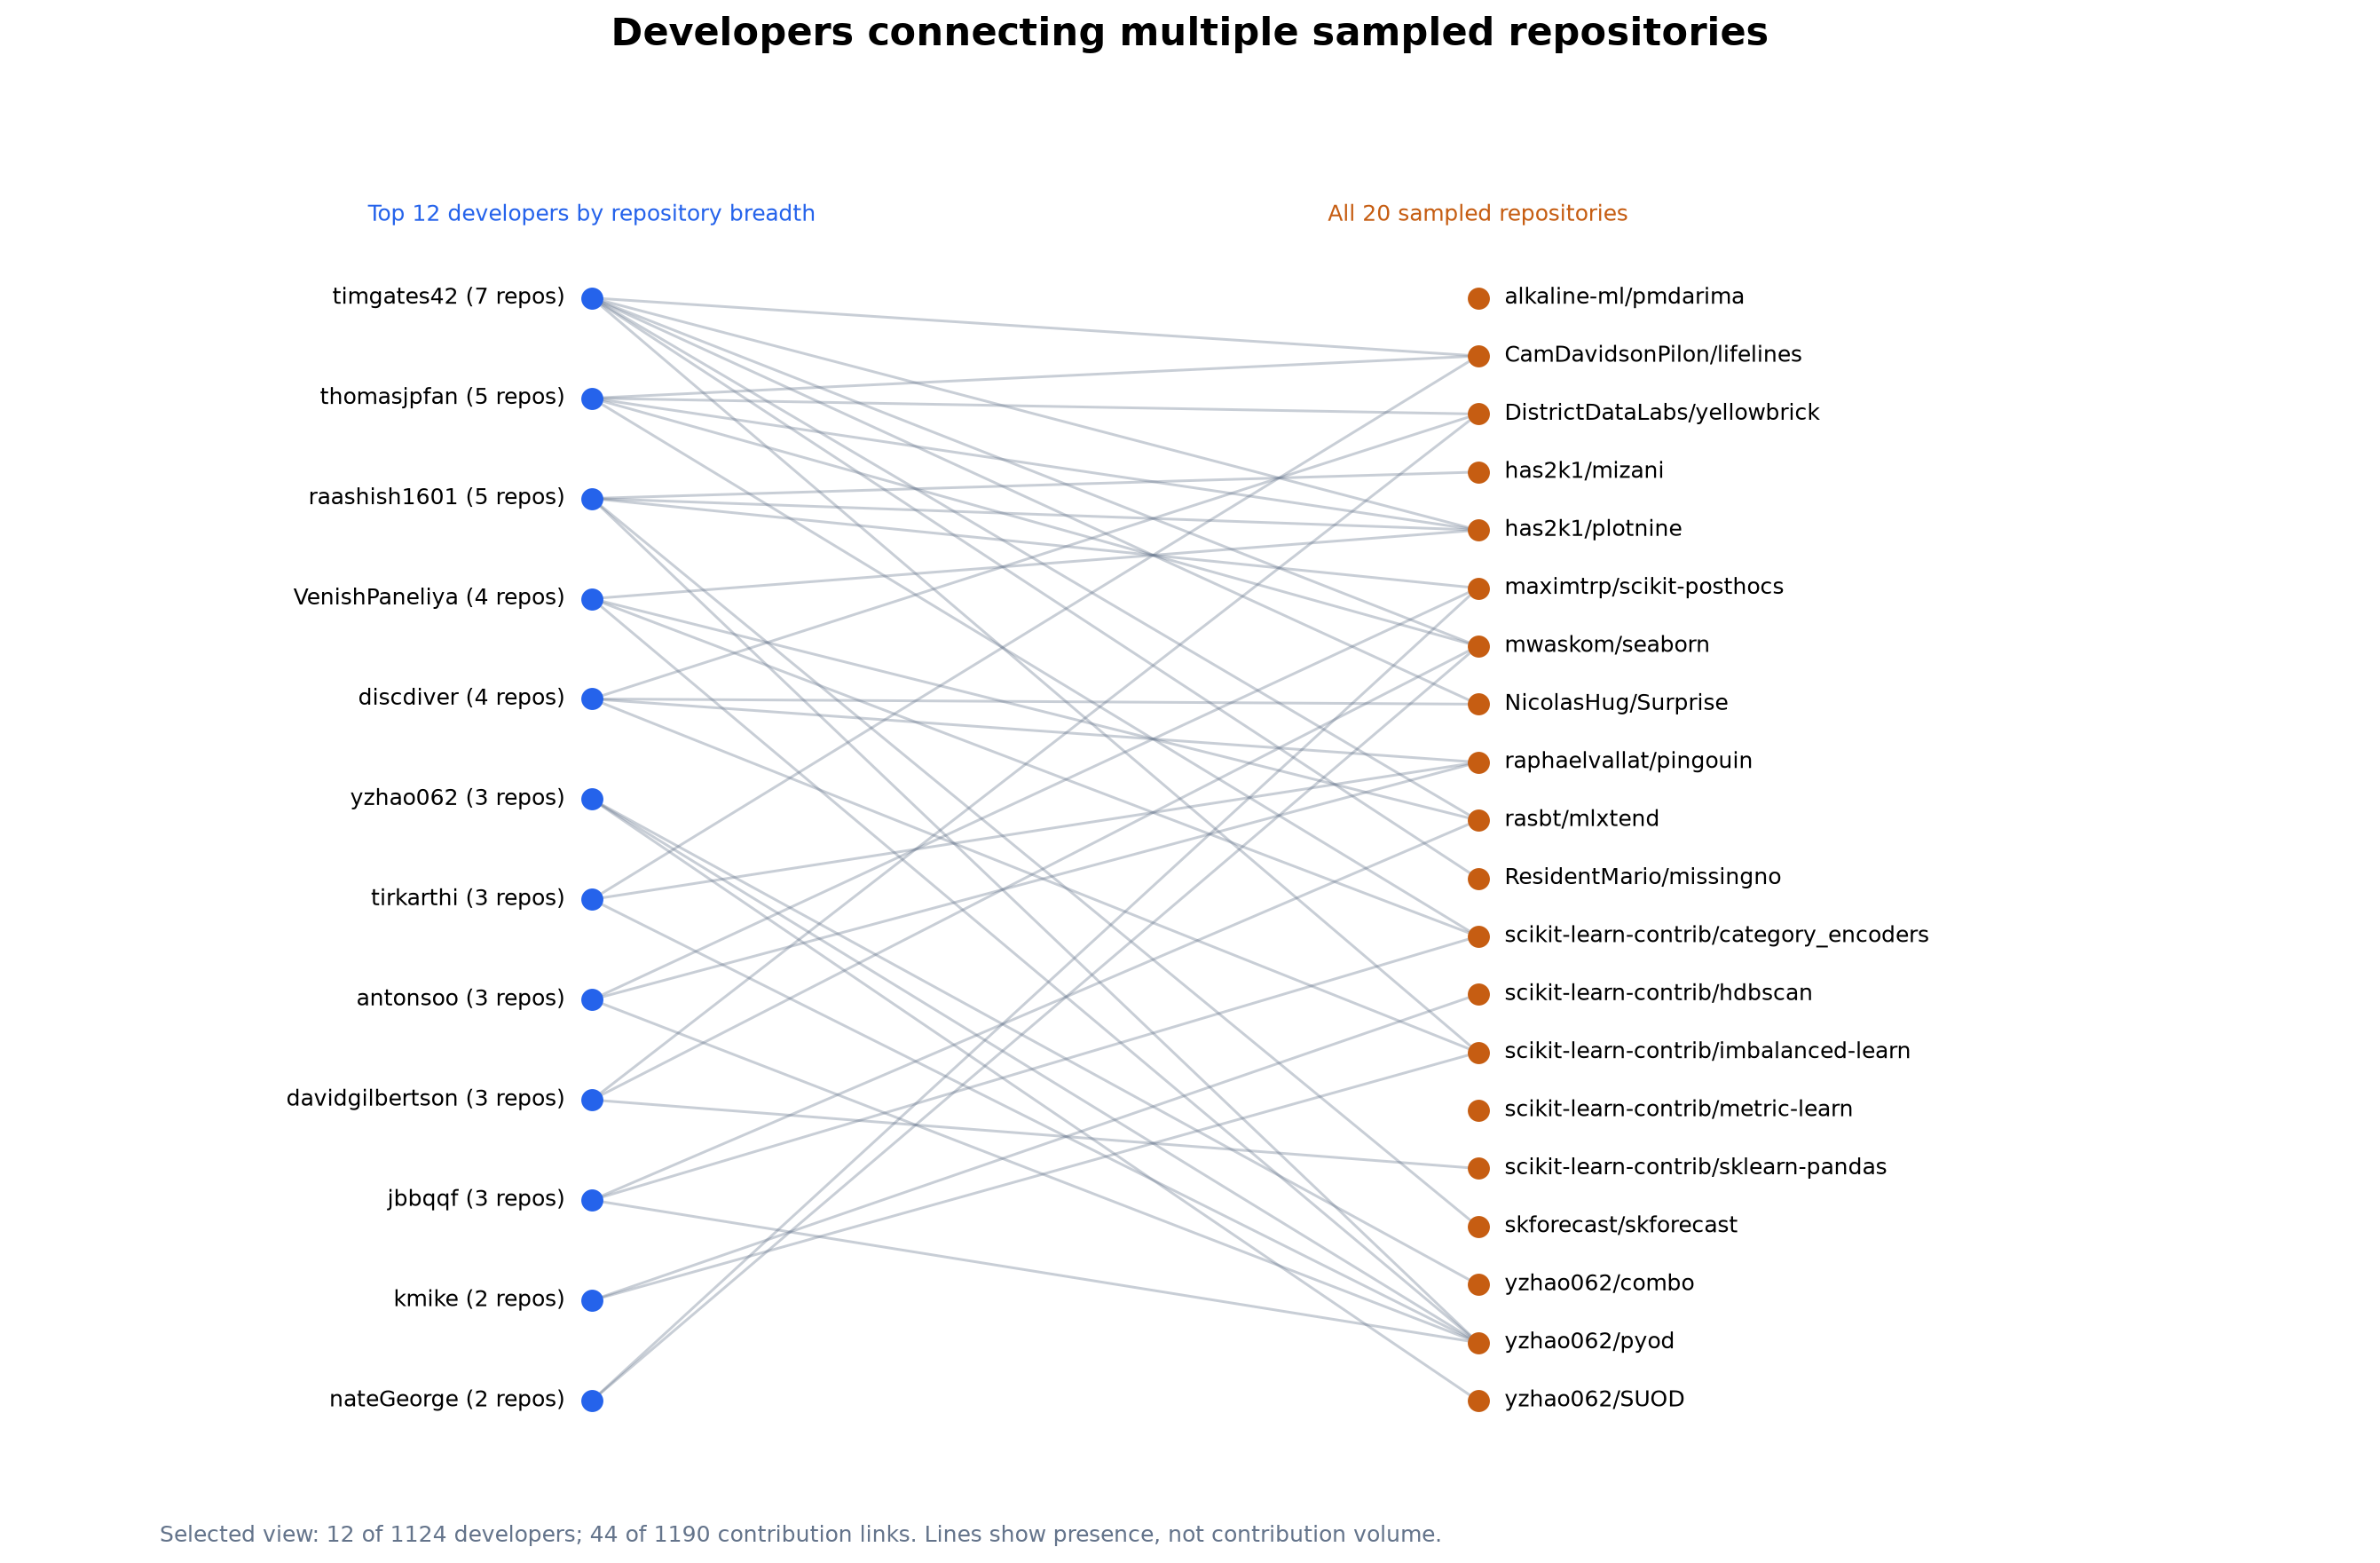 Developers connecting multiple sampled repositories
Top 12 developers by repository breadth
All 20 sampled repositories
timgates42 (7 repos)
thomasjpfan (5 repos)
raashish1601 (5 repos)
VenishPaneliya (4 repos)
discdiver (4 repos)
yzhao062 (3 repos)
tirkarthi (3 repos)
antonsoo (3 repos)
davidgilbertson (3 repos)
jbbqqf (3 repos)
kmike (2 repos)
nateGeorge (2 repos)
alkaline-ml/pmdarima
CamDavidsonPilon/lifelines
DistrictDataLabs/yellowbrick
has2k1/mizani
has2k1/plotnine
maximtrp/scikit-posthocs
mwaskom/seaborn
NicolasHug/Surprise
raphaelvallat/pingouin
rasbt/mlxtend
ResidentMario/missingno
scikit-learn-contrib/category_encoders
scikit-learn-contrib/hdbscan
scikit-learn-contrib/imbalanced-learn
scikit-learn-contrib/metric-learn
scikit-learn-contrib/sklearn-pandas
skforecast/skforecast
yzhao062/combo
yzhao062/pyod
yzhao062/SUOD
Selected view: 12 of 1124 developers; 44 of 1190 contribution links. Lines show presence, not contribution volume.